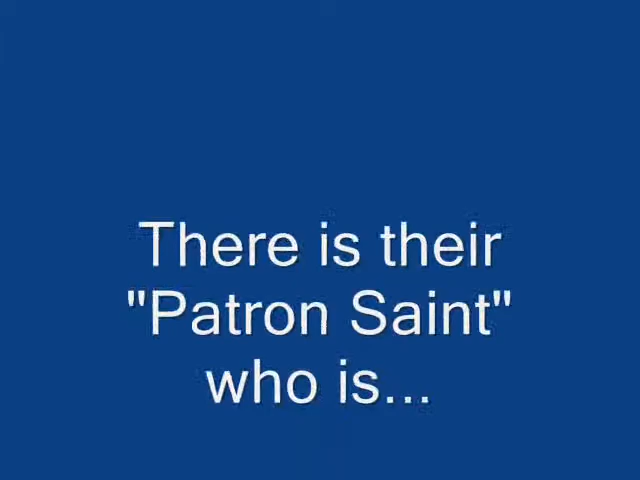 There is their
"Patron Saint"
who is...